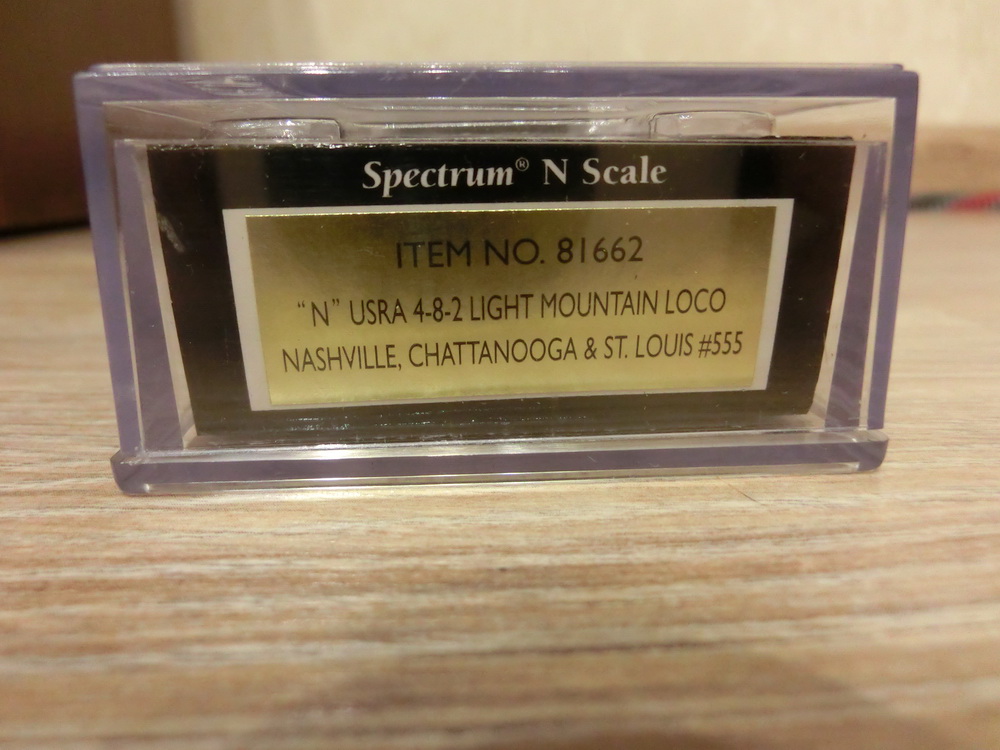 Spectrum® N Scale
ITEM NO. 81662
"N" USRA 4-8-2 LIGHT MOUNTAIN LOCO
NASHVILLE, CHATTANOOGA & ST. LOUIS #555